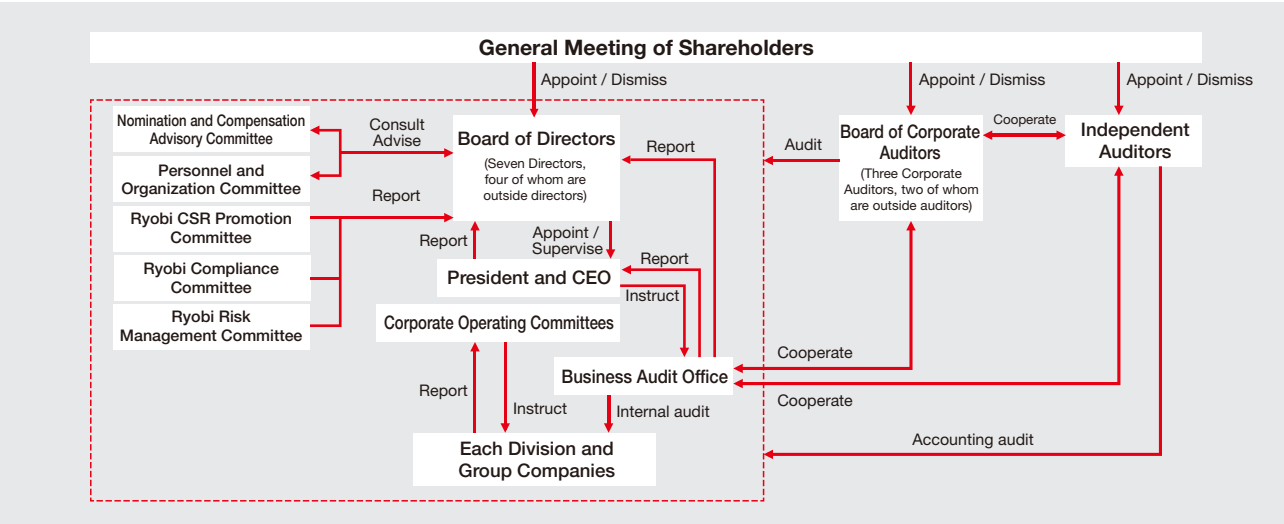 General Meeting of Shareholders
Appoint / Dismiss
Appoint / Dismiss
Appoint / Dismiss
Nomination and Compensation
Advisory Committee
Consult
Advise
Personnel and
Organization Committee
Board of Directors
(Seven Directors,
four of whom are
outside directors)
Report
Audit
Board of Corporate
Auditors
(Three Corporate
Auditors, two of whom
are outside auditors)
Cooperate
Independent
Auditors
Report
Ryobi CSR Promotion
Committee
Ryobi Compliance
Committee
Ryobi Risk
Management Committee
Report
Appoint /
Supervise
Report
President and CEO
Instruct
Corporate Operating Committees
Business Audit Office
Cooperate
Cooperate
Report
Instruct
Internal audit
Each Division and
Group Companies
Accounting audit